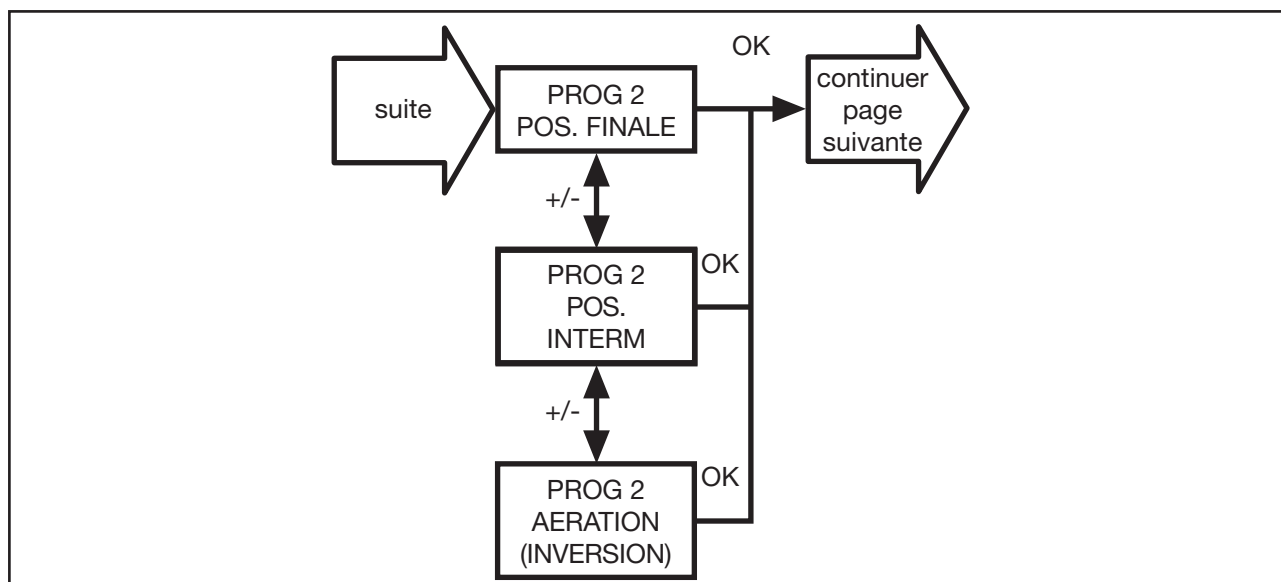 suite
PROG 2
POS. FINALE
OK
continuer
page
suivante
+/-
PROG 2
POS.
INTERM
OK
+/-
PROG 2
AERATION
(INVERSION)
OK